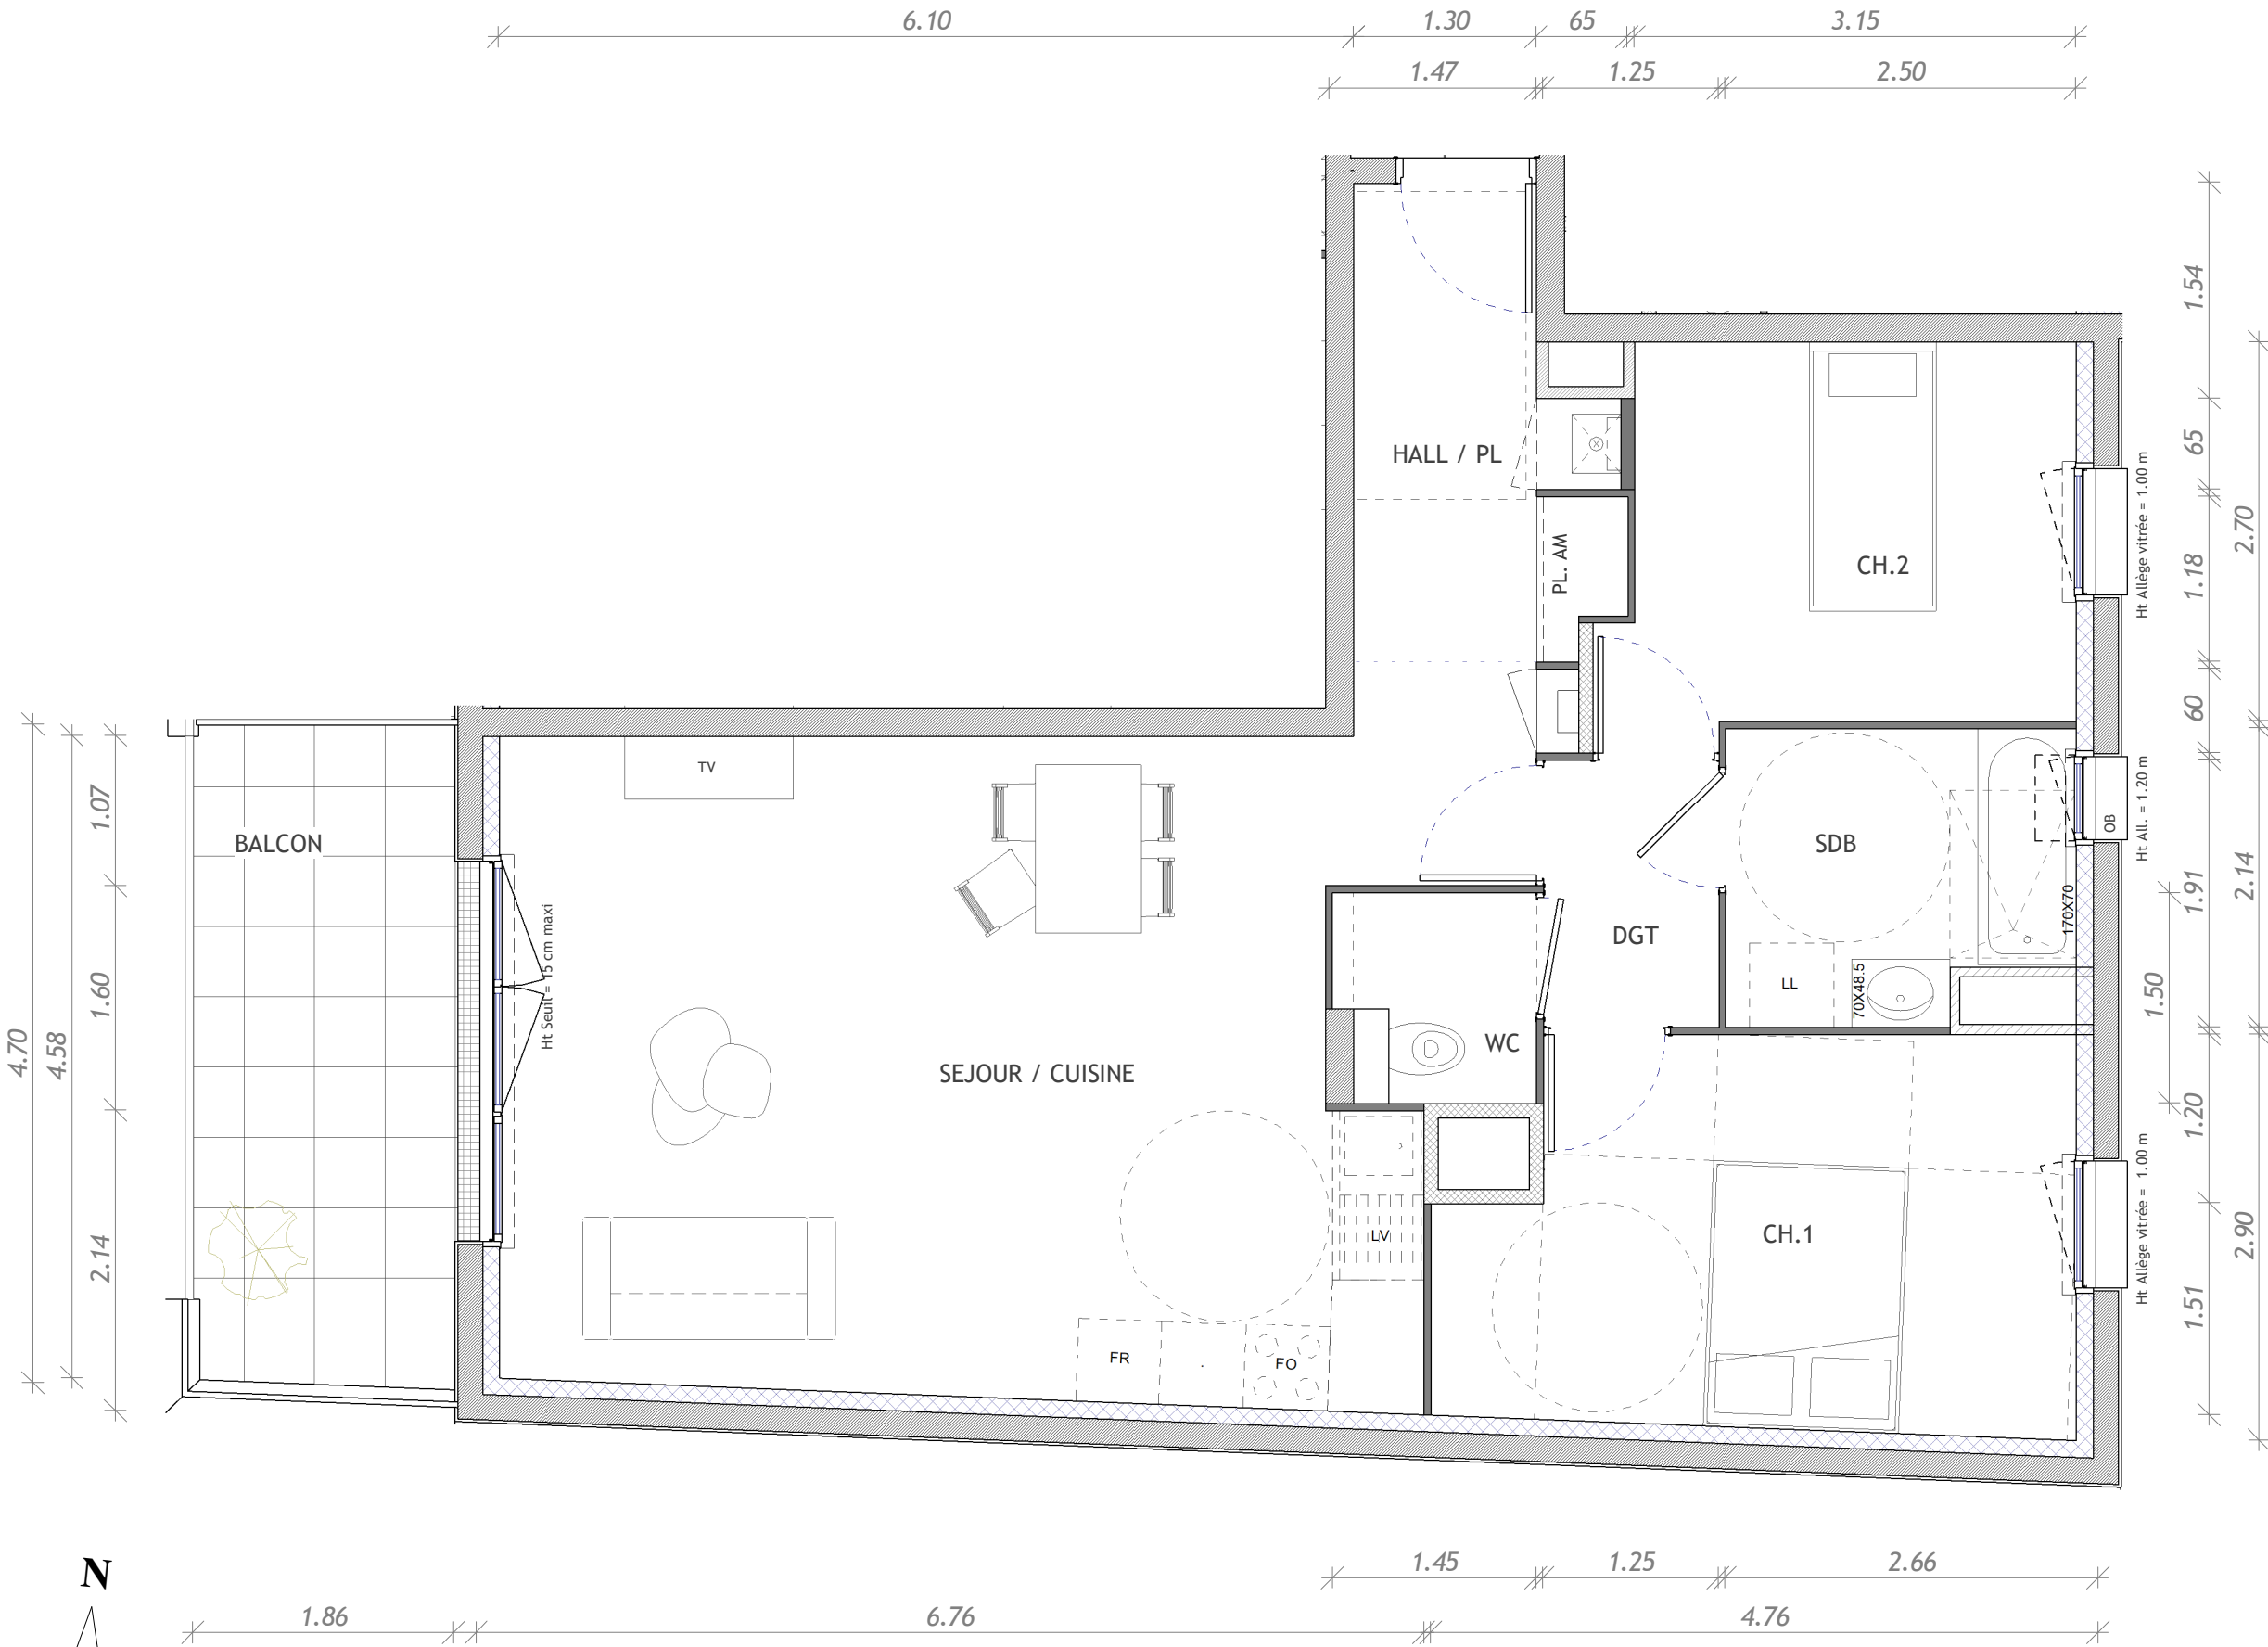 6.10
1.30
65
3.15
1.47
1.25
2.50
1.54
HALL / PL
65
Ht Allège vitrée = 1.00 m
2.70
PL. AM
CH.2
1.18
60
TV
1.07
BALCON
SDB
OB
Ht All. = 1.20 m
1.91
2.14
170X70
DGT
Ht Seuil = 15 cm maxi
1.60
LL
70X48.5
1.50
4.70
4.58
WC
SEJOUR / CUISINE
1.20
Ht Allège vitrée = 1.00 m
LV
CH.1
2.14
2.90
1.51
FR
FO
N
1.45
1.25
2.66
1.86
6.76
4.76